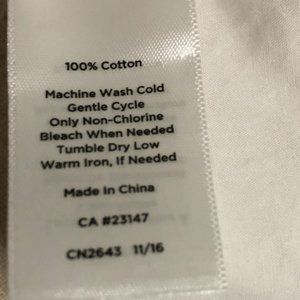 100% Cotton
Machine Wash Cold
Gentle Cycle
Only Non-Chlorine
Bleach When Needed
Tumble Dry Low
Warm Iron, If Needed
Made In China
CA #23147
CN2643 11/16